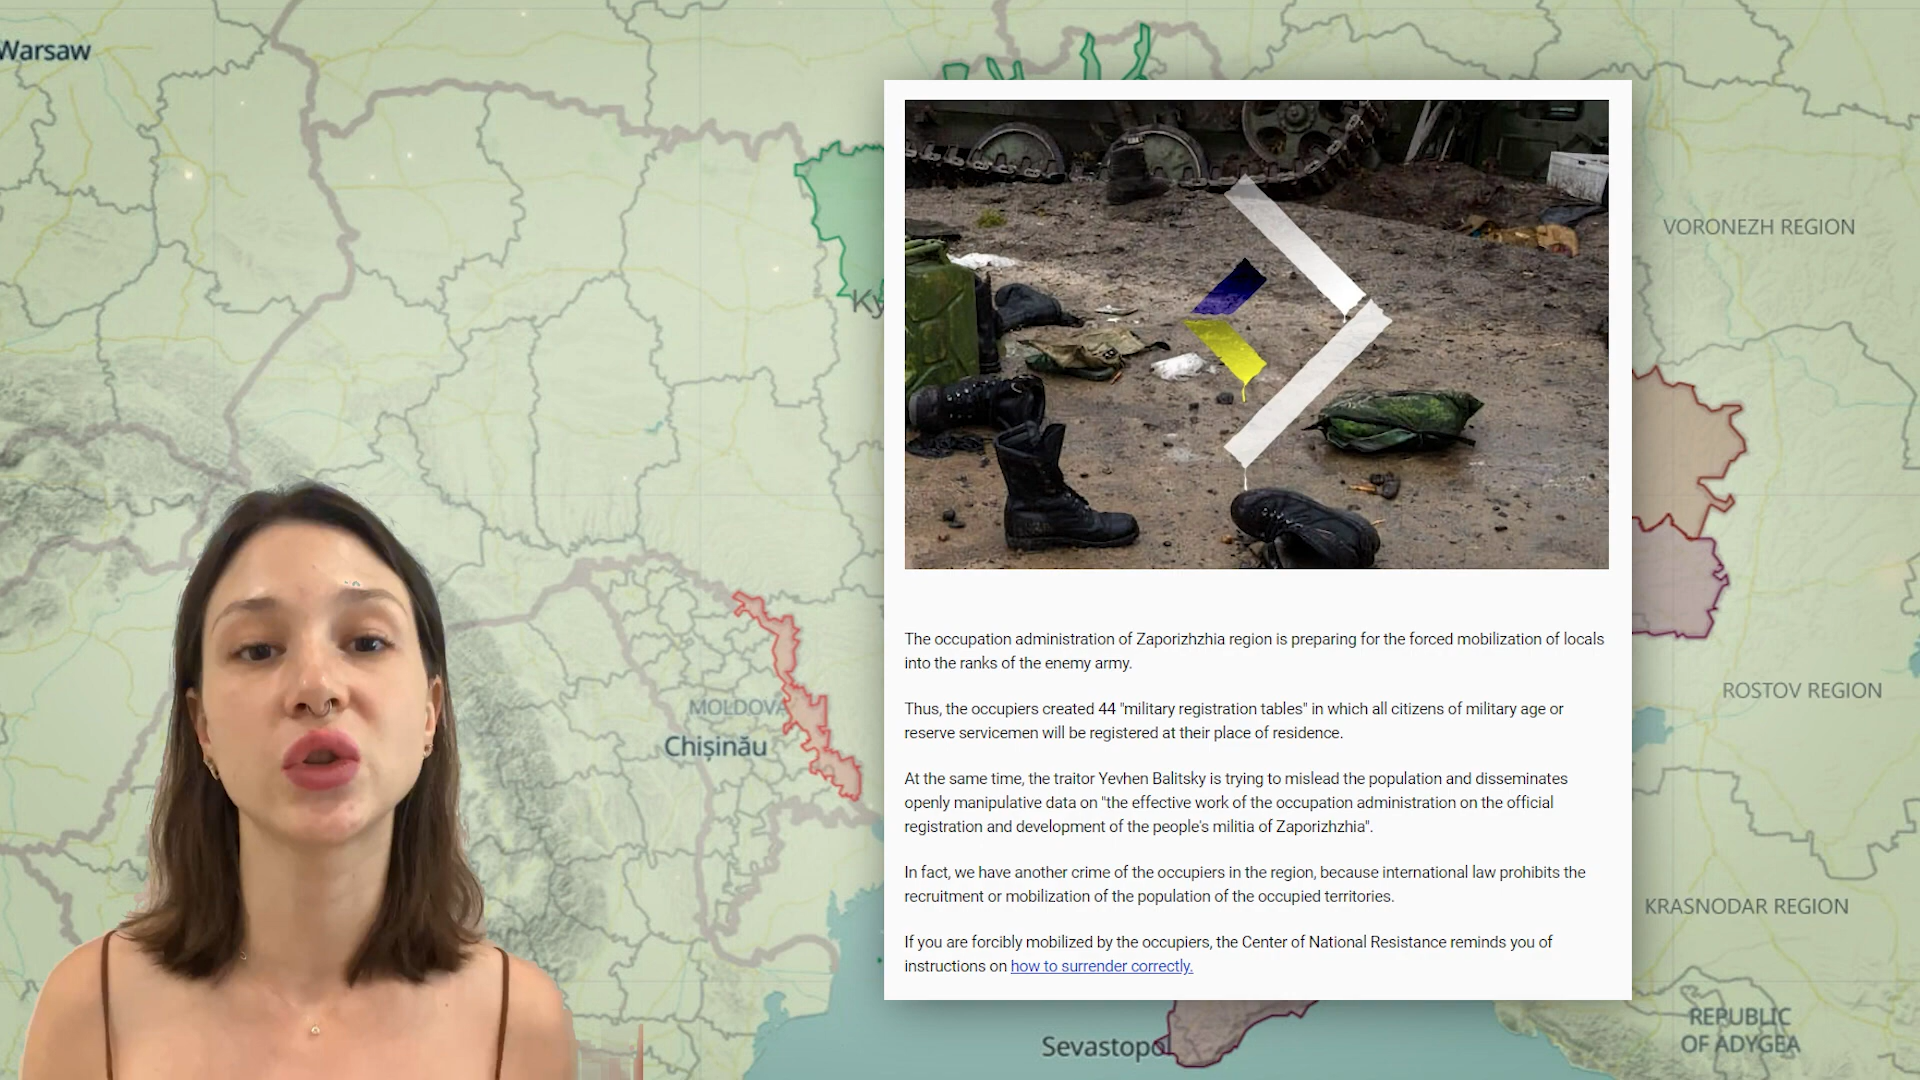 Warsaw
VORONEZH REGION
Ky
The occupation administration of Zaporizhzhia region is preparing for the forced mobilization of locals
into the ranks of the enemy army.
Thus, the occupiers created 44 "military registration tables" in which all citizens of military age or
reserve servicemen will be registered at their place of residence.
At the same time, the traitor Yevhen Balitsky is trying to mislead the population and disseminates
openly manipulative data on "the effective work of the occupation administration on the official
registration and development of the people's militia of Zaporizhzhia".
In fact, we have another crime of the occupiers in the region, because international law prohibits the
recruitment or mobilization of the population of the occupied territories.
If you are forcibly mobilized by the occupiers, the Center of National Resistance reminds you of
instructions on how to surrender correctly.
ROSTOV REGION
MOLDOVA
Chișinău
KRASNODAR REGION
REPUBLIC
OF ADYGEA
Sevastopol